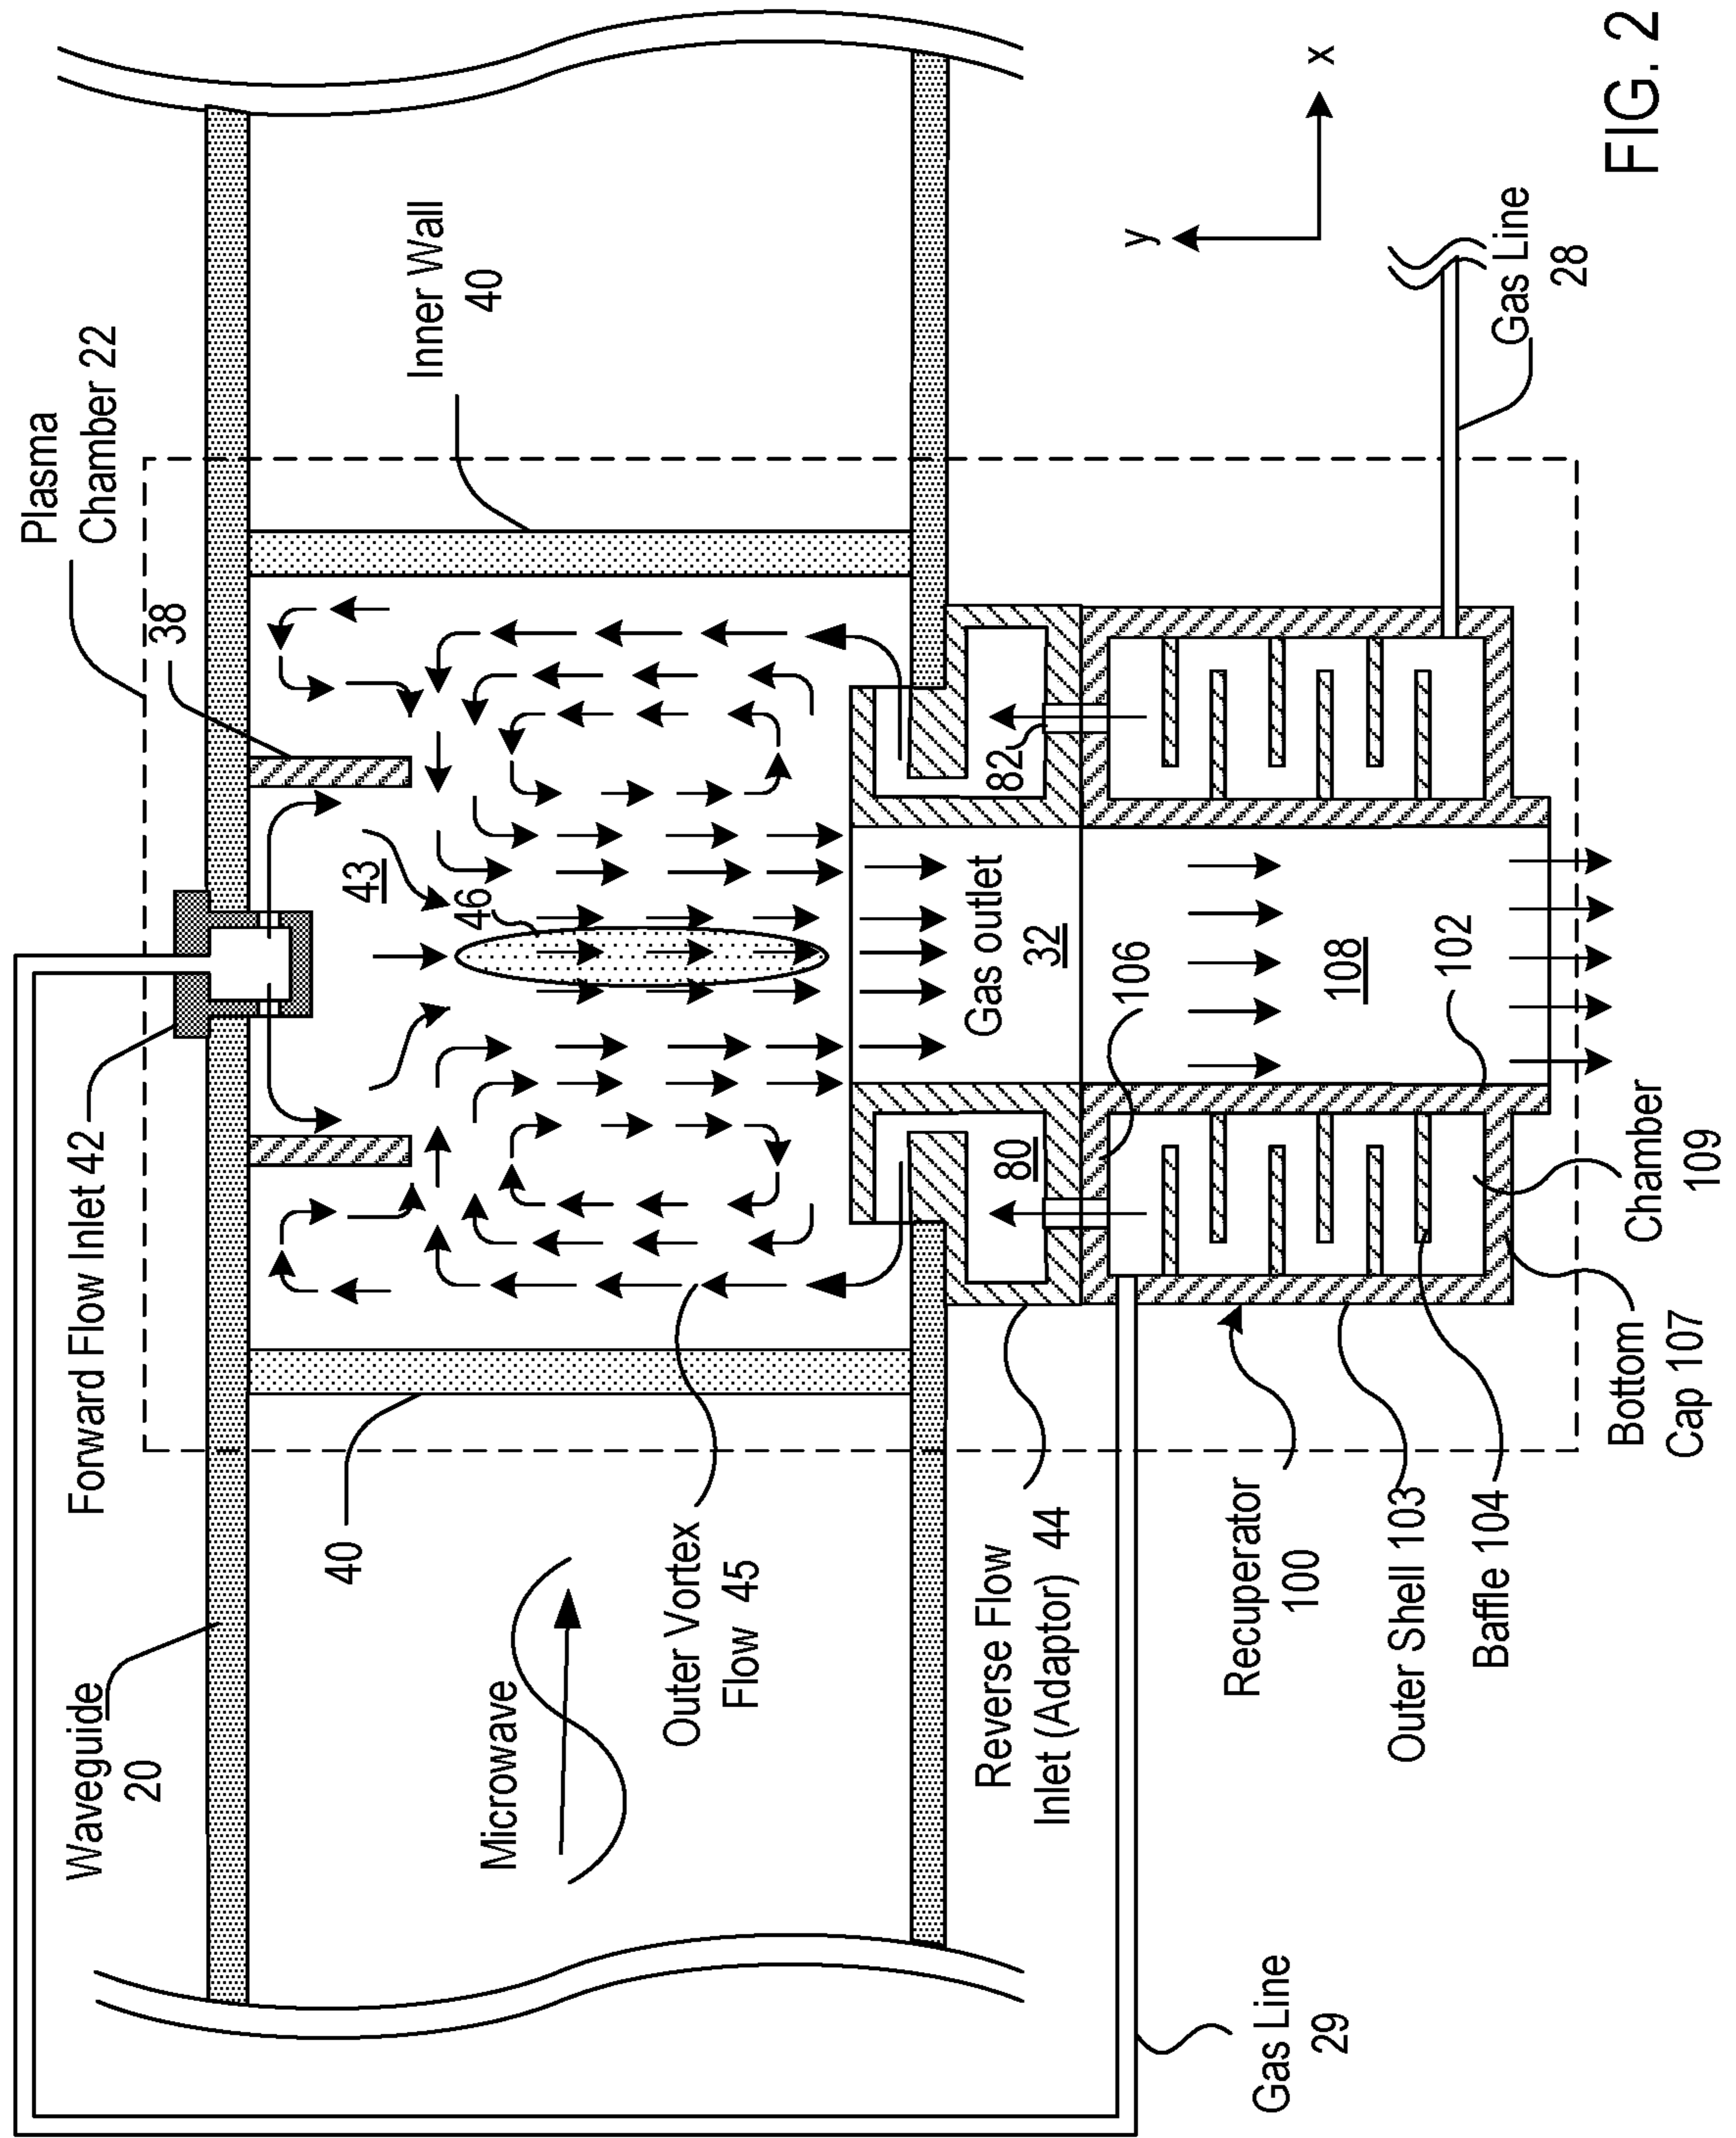 Plasma
Chamber 22
38
Inner Wall
40
Forward Flow Inlet 42
43
46
Waveguide
20
40
Microwave
Outer Vortex
Flow 45
Gas outlet
32
82
80
Reverse Flow
Inlet (Adaptor) 44
106
108
102
Recuperator
100
Outer Shell 103
Baffle 104
Bottom
Cap 107
Chamber
109
Gas Line
28
Gas Line
29
y
x
FIG. 2